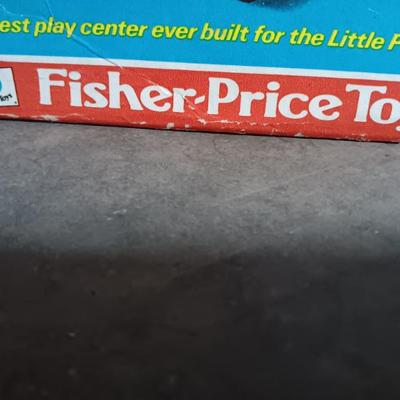 est play center ever built for the Little P
Fisher-Price To